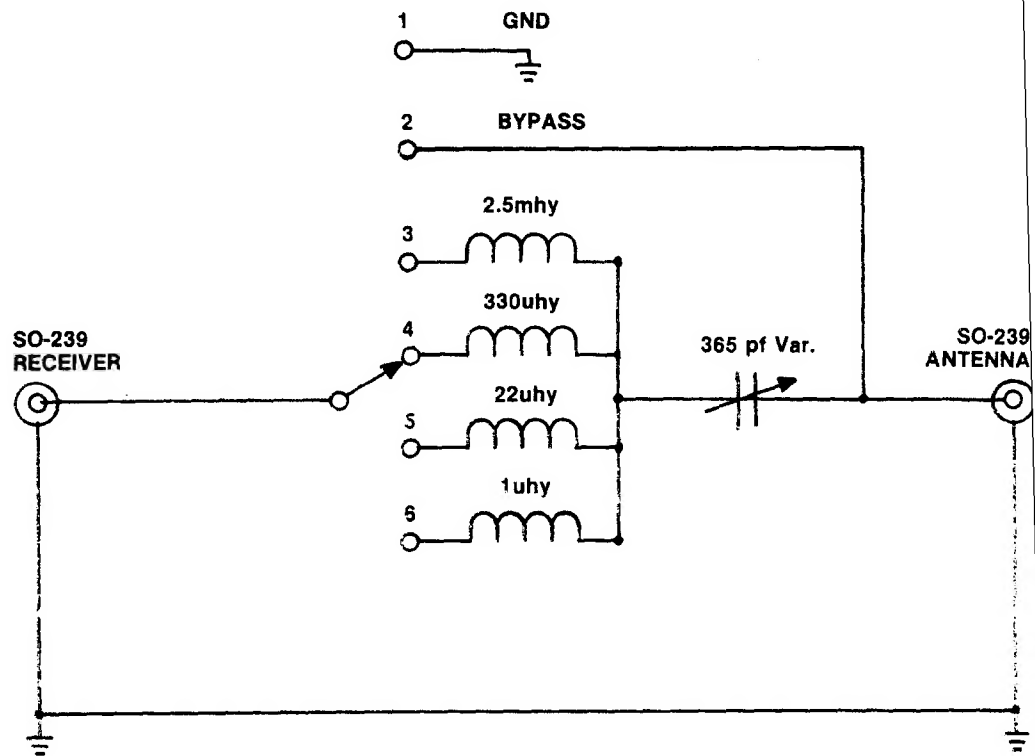 1 GND
2 BYPASS
2.5mhy
3
330uhy
4
SO-239
RECEIVER
365 pf Var.
SO-239
ANTENNA
22uhy
5
1uhy
6